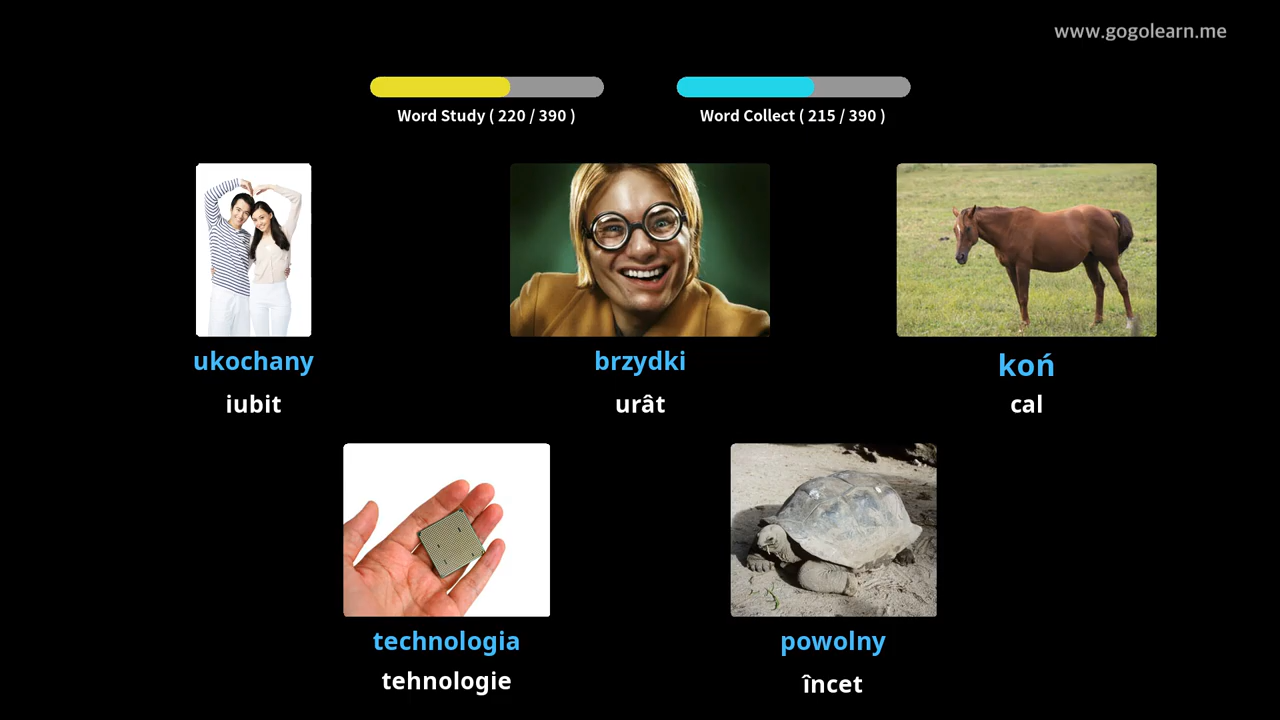 www.gogolearn.me
Word Study ( 220 / 390 )
Word Collect ( 215 / 390 )
ukochany
iubit
brzydki
urât
koń
cal
technologia
tehnologie
powolny
încet